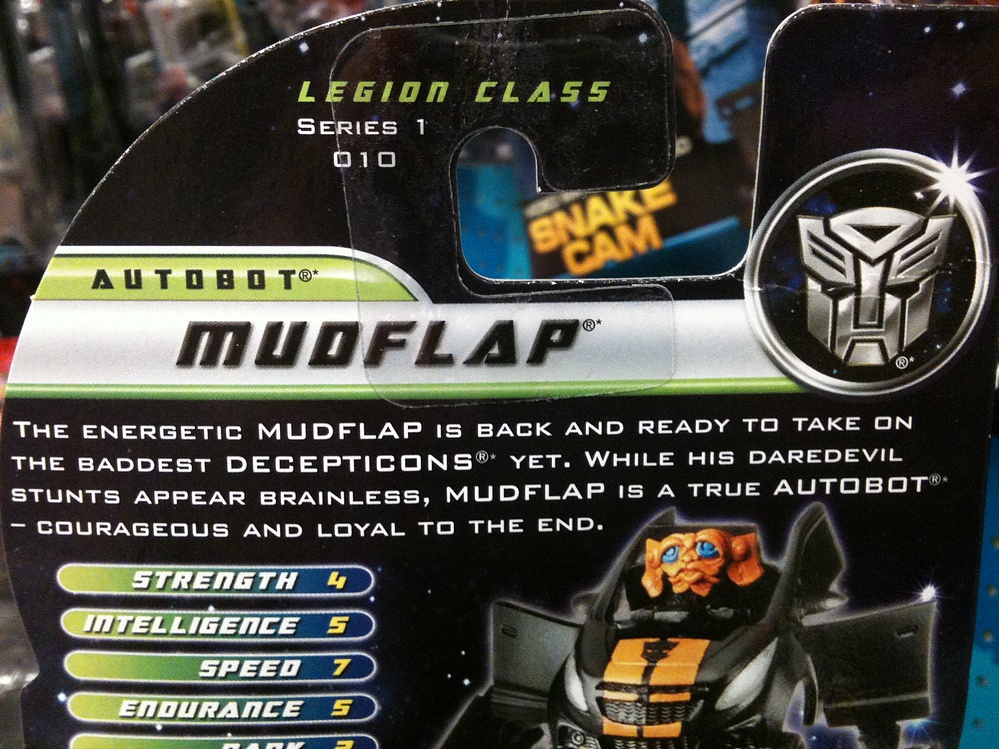 LEGION CLASS
SERIES 1
010
SNAKE
CAM
AUTOBOT®*
MUDFLAP®*
®*
THE ENERGETIC MUDFLAP IS BACK AND READY TO TAKE ON
THE BADDEST DECEPTICONS®* YET. WHILE HIS DAREDEVIL
STUNTS APPEAR BRAINLESS, MUDFLAP IS A TRUE AUTOBOT®*
– COURAGEOUS AND LOYAL TO THE END.
STRENGTH 4
INTELLIGENCE 5
SPEED 7
ENDURANCE 5
RANK 3